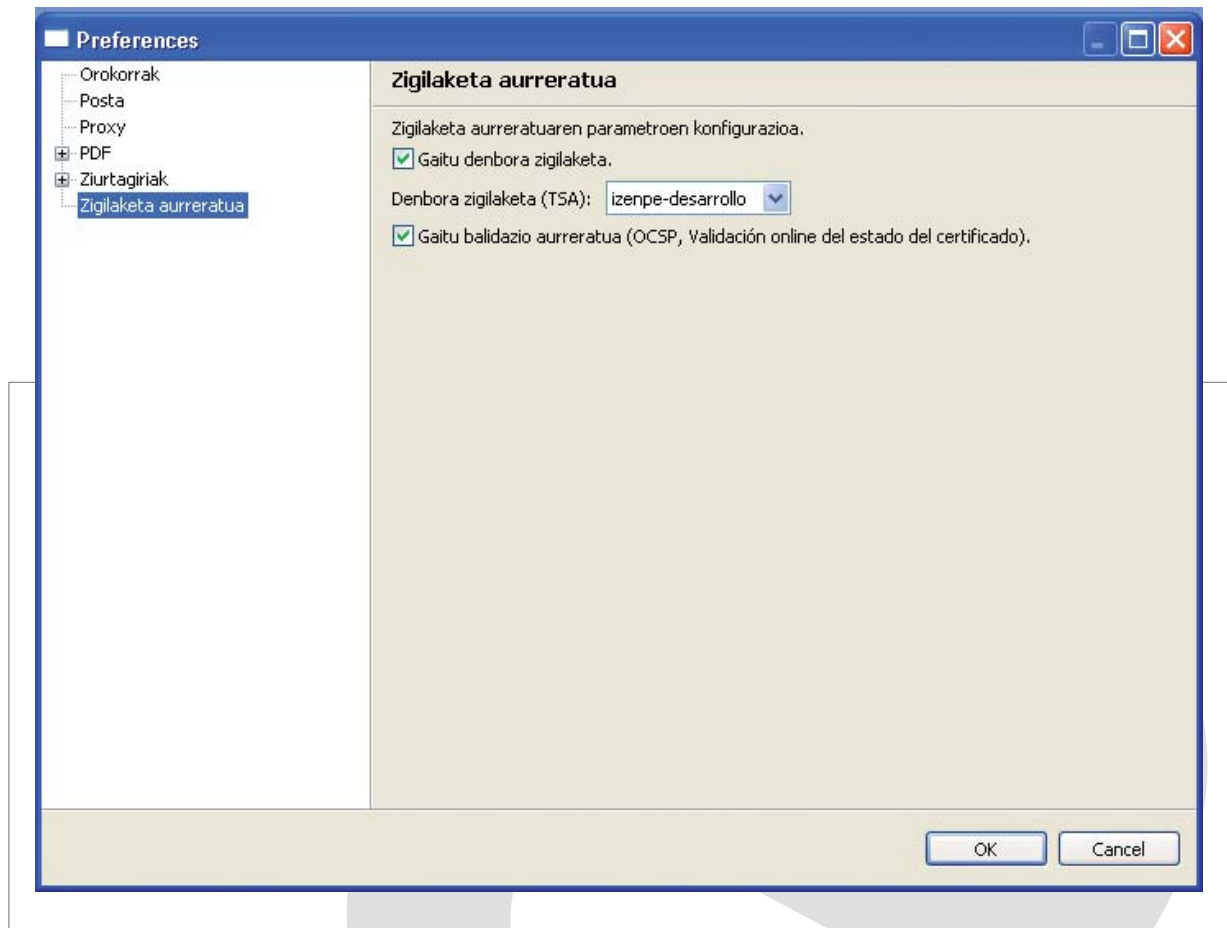 Preferences
Orokorrak
Posta
Proxy
PDF
Ziurtagiriak
Zigilaketa aurreratua
Zigilaketa aurreratua
Zigilaketa aurreratuaren parametroen konfigurazioa.
Gaitu denbora zigilaketa.
Denbora zigilaketa (TSA): izenpe-desarrollo
Gaitu balidazio aurreratua (OCSP, Validación online del estado del certificado).
OK Cancel